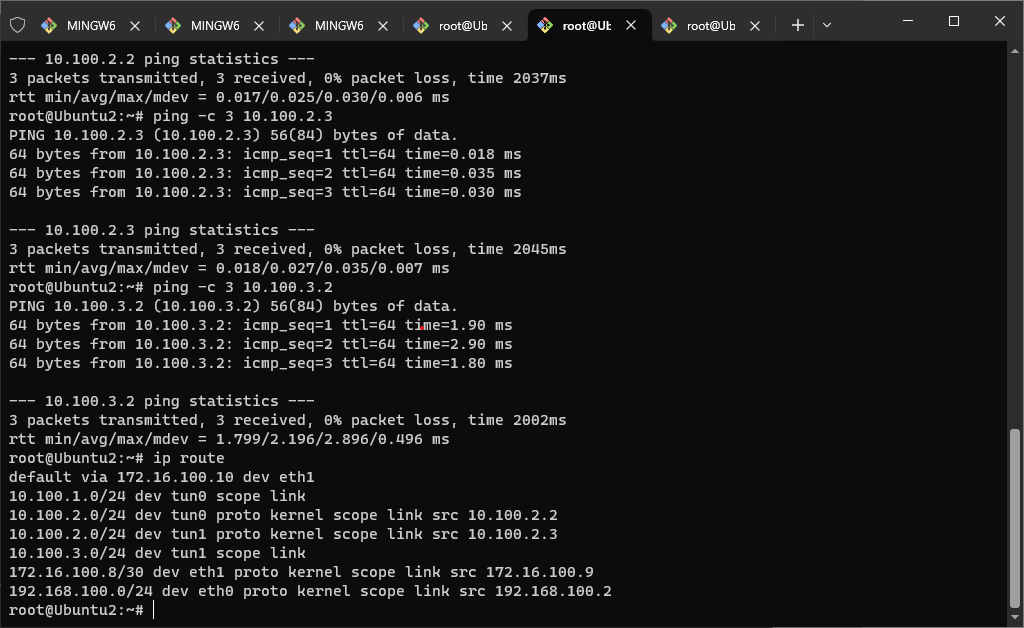 MINGW6 MINGW6 MINGW6 root@Ub root@Ub root@Ub
--- 10.100.2.2 ping statistics ---
3 packets transmitted, 3 received, 0% packet loss, time 2037ms
rtt min/avg/max/mdev = 0.017/0.025/0.030/0.006 ms
root@Ubuntu2:~# ping -c 3 10.100.2.3
PING 10.100.2.3 (10.100.2.3) 56(84) bytes of data.
64 bytes from 10.100.2.3: icmp_seq=1 ttl=64 time=0.018 ms
64 bytes from 10.100.2.3: icmp_seq=2 ttl=64 time=0.035 ms
64 bytes from 10.100.2.3: icmp_seq=3 ttl=64 time=0.030 ms
--- 10.100.2.3 ping statistics ---
3 packets transmitted, 3 received, 0% packet loss, time 2045ms
rtt min/avg/max/mdev = 0.018/0.027/0.035/0.007 ms
root@Ubuntu2:~# ping -c 3 10.100.3.2
PING 10.100.3.2 (10.100.3.2) 56(84) bytes of data.
64 bytes from 10.100.3.2: icmp_seq=1 ttl=64 time=1.90 ms
64 bytes from 10.100.3.2: icmp_seq=2 ttl=64 time=2.90 ms
64 bytes from 10.100.3.2: icmp_seq=3 ttl=64 time=1.80 ms
--- 10.100.3.2 ping statistics ---
3 packets transmitted, 3 received, 0% packet loss, time 2002ms
rtt min/avg/max/mdev = 1.799/2.196/2.896/0.496 ms
root@Ubuntu2:~# ip route
default via 172.16.100.10 dev eth1
10.100.1.0/24 dev tun0 scope link
10.100.2.0/24 dev tun0 proto kernel scope link src 10.100.2.2
10.100.2.0/24 dev tun1 proto kernel scope link src 10.100.2.3
10.100.3.0/24 dev tun1 scope link
172.16.100.8/30 dev eth1 proto kernel scope link src 172.16.100.9
192.168.100.0/24 dev eth0 proto kernel scope link src 192.168.100.2
root@Ubuntu2:~#